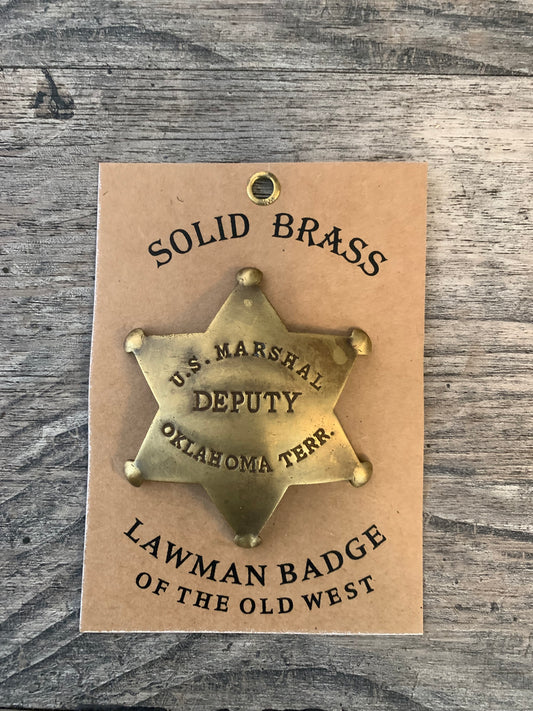 SOLID BRASS
U.S. MARSHAL
DEPUTY
OKLAHOMA TERR.
LAWMAN BADGE
OF THE OLD WEST